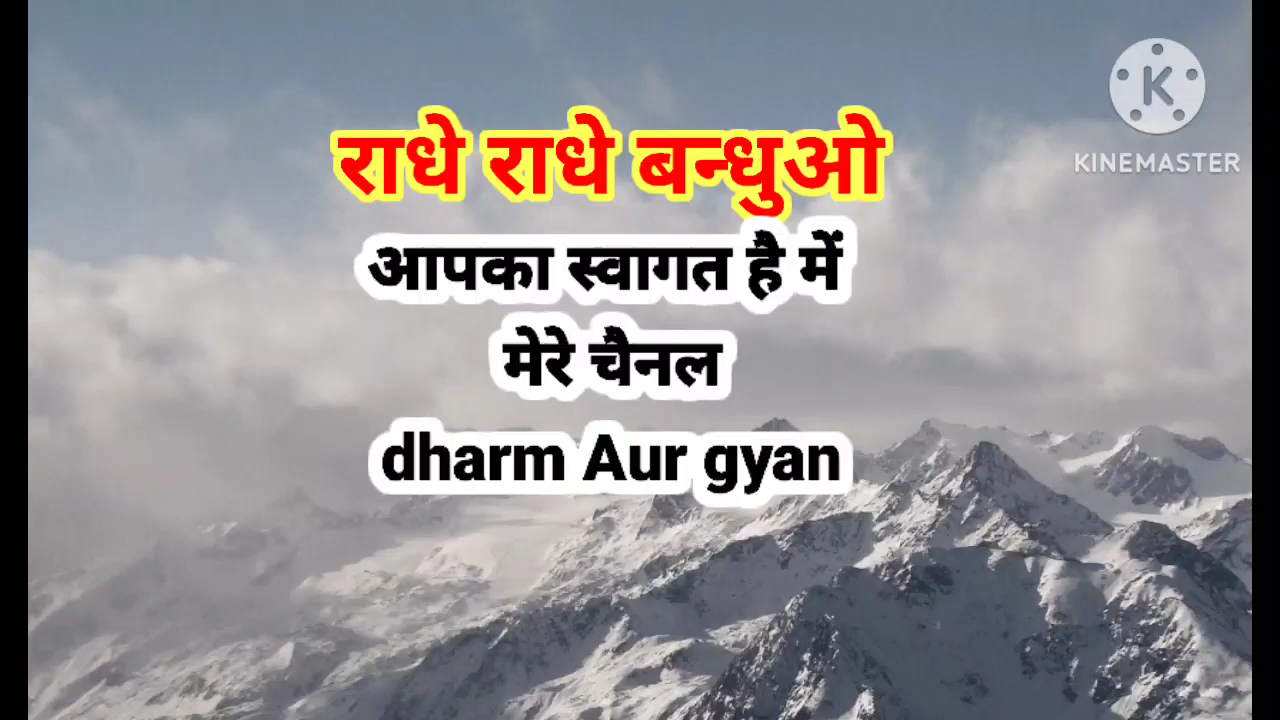 राधे राधे बन्धुओ
आपका स्वागत है में
मेरे चैनल
dharm Aur gyan
KINEMASTER